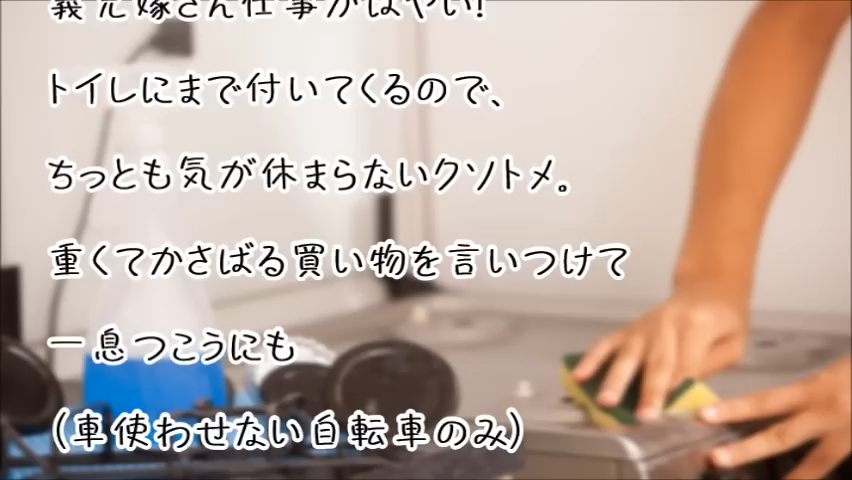 義兄嫁さん仕事がはやい!
トイレにまで付いてくるので、
ちっとも気が休まらないクソトメ。
重くてかさばる買い物を言いつけて
一息つこうにも
(車使わせない自転車のみ)